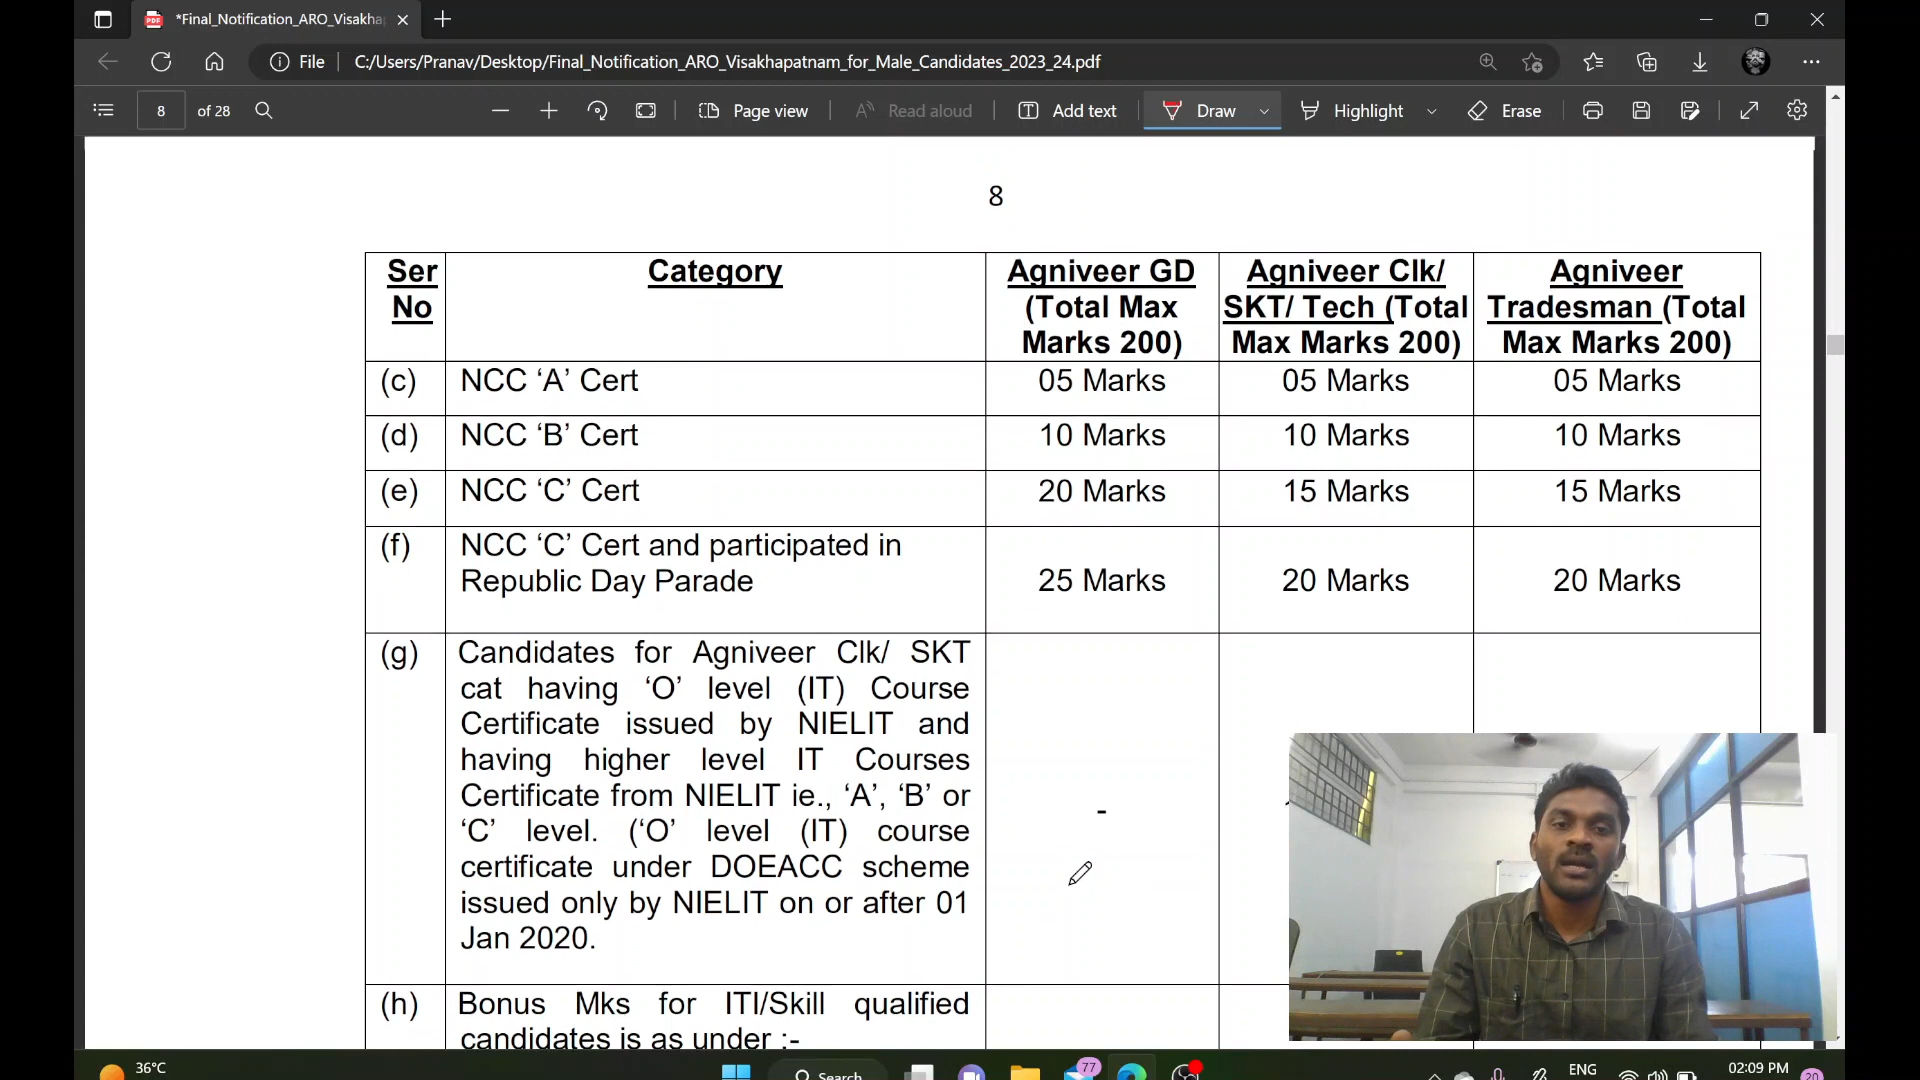 *Final_Notification_ARO_Visakha
File
C:/Users/Pranav/Desktop/Final_Notification_ARO_Visakhapatnam_for_Male_Candidates_2023_24.pdf
8 of 28
Page view
Read aloud
Add text
Draw
Highlight
Erase
8
Ser No
Category
Agniveer GD
(Total Max
Marks 200)
Agniveer Clk/
SKT/ Tech (Total
Max Marks 200)
Agniveer
Tradesman (Total
Max Marks 200)
(c) NCC ‘A’ Cert 05 Marks 05 Marks 05 Marks
(d) NCC ‘B’ Cert 10 Marks 10 Marks 10 Marks
(e) NCC ‘C’ Cert 20 Marks 15 Marks 15 Marks
(f) NCC ‘C’ Cert and participated in
Republic Day Parade 25 Marks 20 Marks 20 Marks
(g) Candidates for Agniveer Clk/ SKT
cat having ‘O’ level (IT) Course
Certificate issued by NIELIT and
having higher level IT Courses
Certificate from NIELIT ie., ‘A’, ‘B’ or
‘C’ level. (‘O’ level (IT) course
certificate under DOEACC scheme
issued only by NIELIT on or after 01
Jan 2020.
-
(h) Bonus Mks for ITI/Skill qualified
candidates is as under :-
36°C
Search
77
ENG
02:09 PM
20